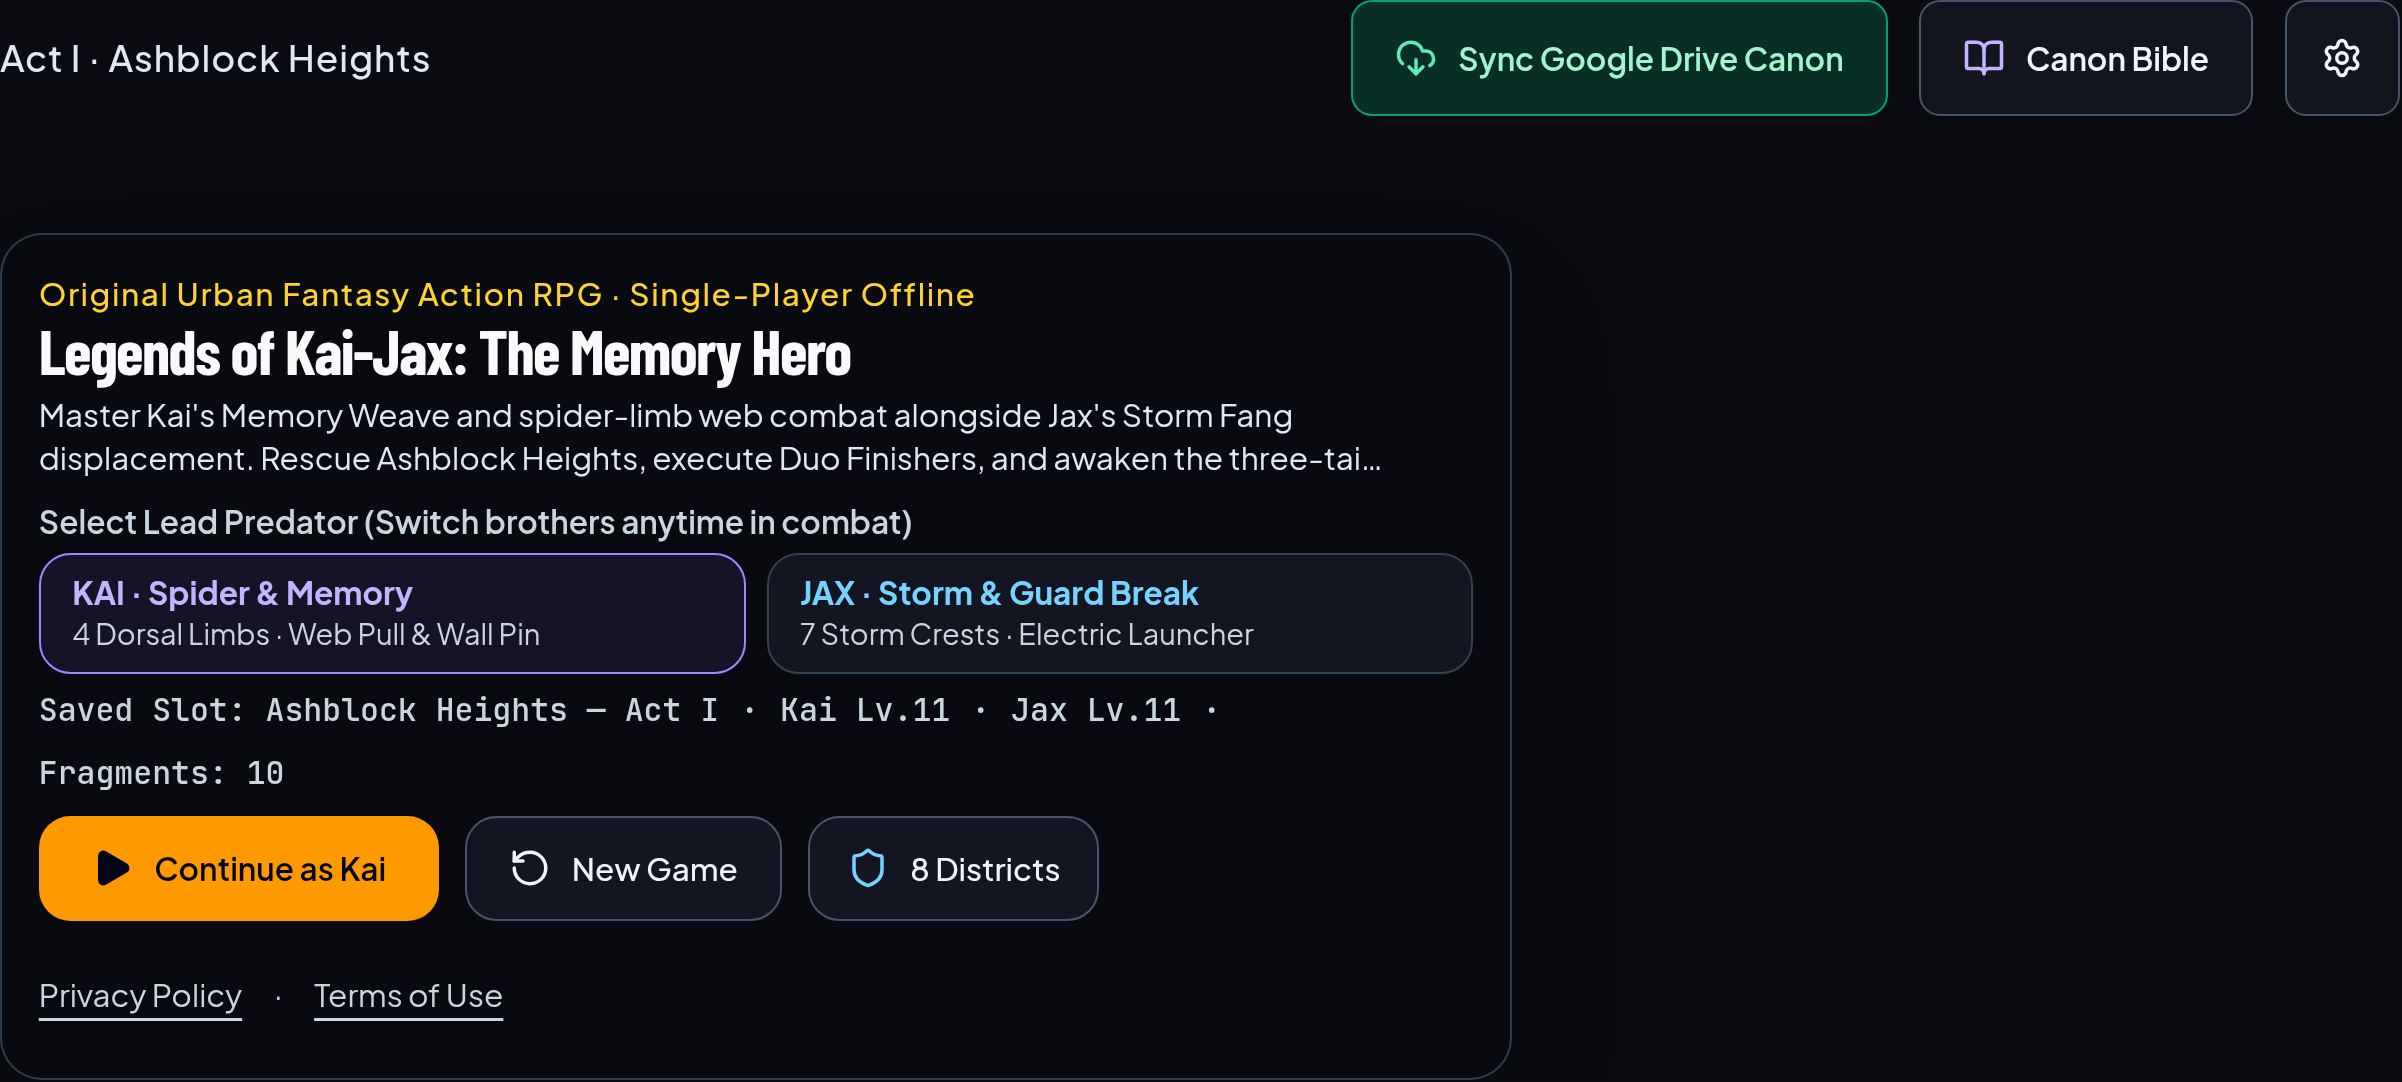 Act I · Ashblock Heights
Sync Google Drive Canon
Canon Bible
Original Urban Fantasy Action RPG · Single-Player Offline
Legends of Kai-Jax: The Memory Hero
Master Kai's Memory Weave and spider-limb web combat alongside Jax's Storm Fang
displacement. Rescue Ashblock Heights, execute Duo Finishers, and awaken the three-tai…
Select Lead Predator (Switch brothers anytime in combat)
KAI · Spider & Memory
4 Dorsal Limbs · Web Pull & Wall Pin
JAX · Storm & Guard Break
7 Storm Crests · Electric Launcher
Saved Slot: Ashblock Heights — Act I · Kai Lv.11 · Jax Lv.11 ·
Fragments: 10
Continue as Kai
New Game
8 Districts
Privacy Policy · Terms of Use